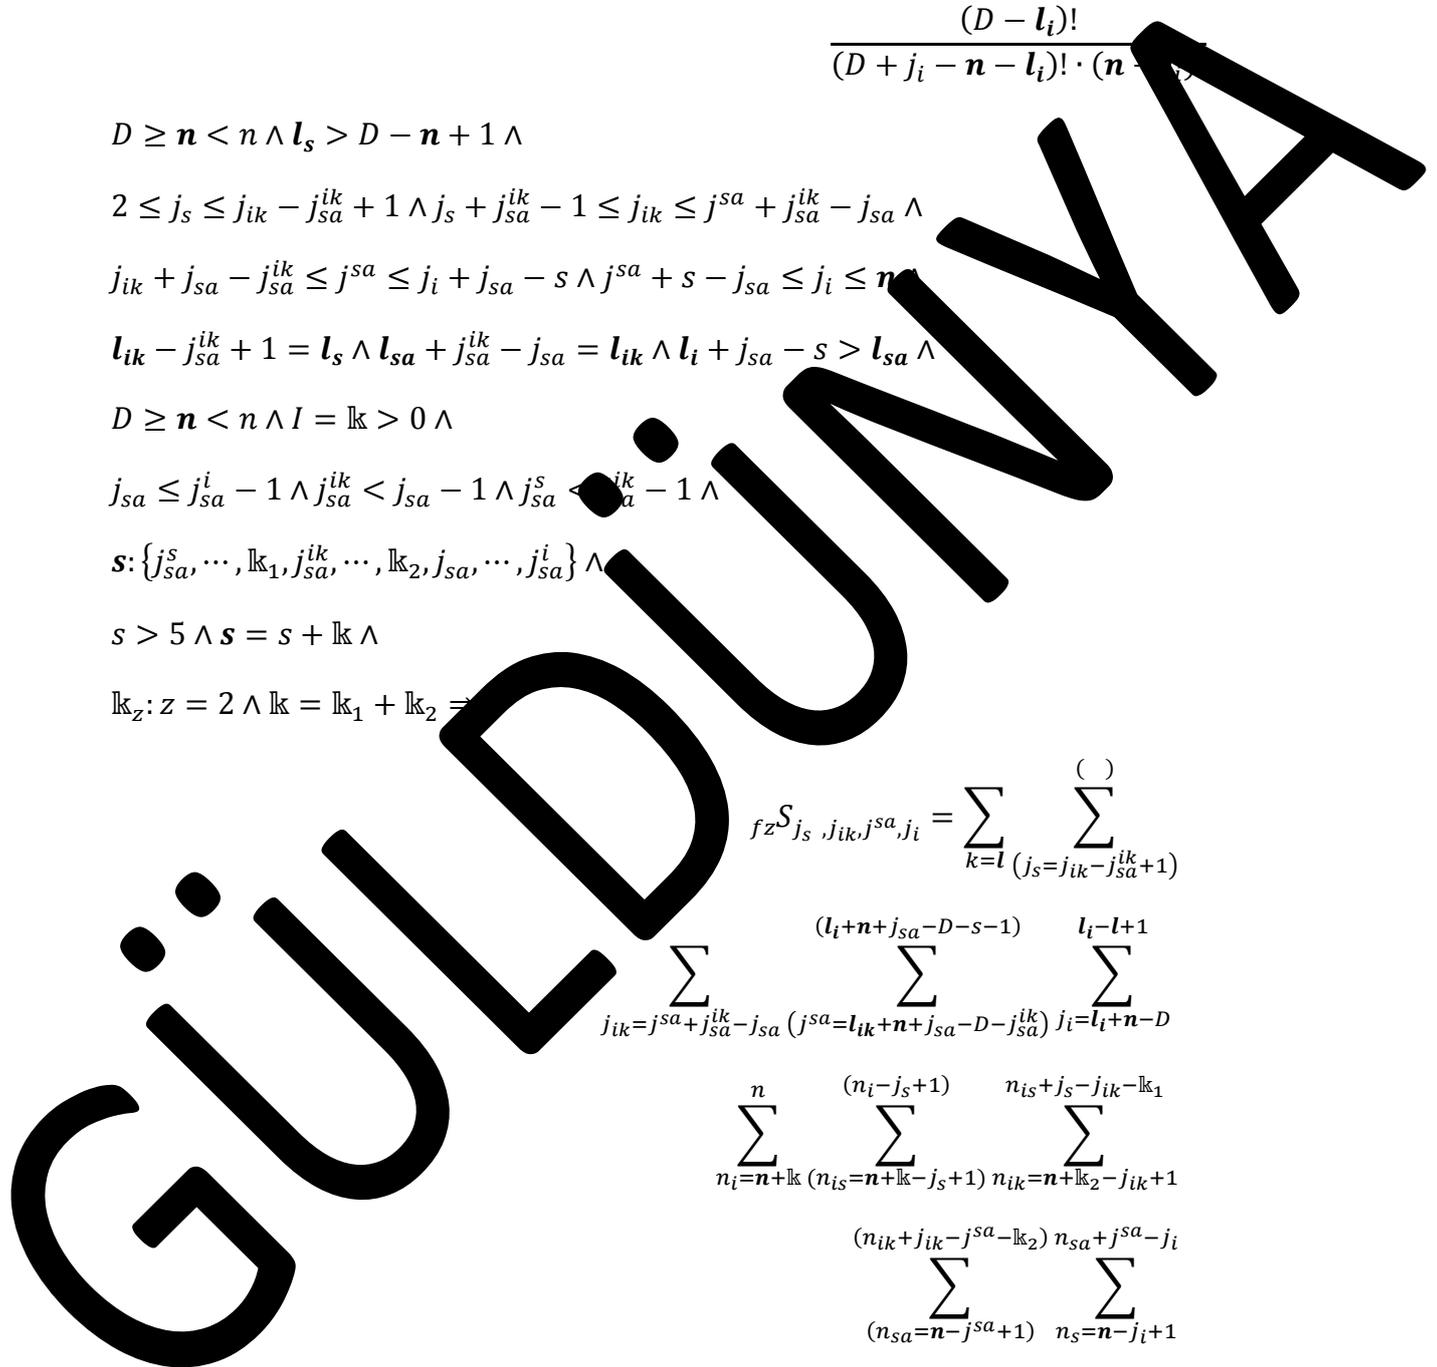 (D − l_i)!
(D + j_i − n − l_i)! · (n
D ≥ n < n ∧ l_s > D − n + 1 ∧
2 ≤ j_s ≤ j_ik − j_sa^ik + 1 ∧ j_s + j_sa^ik − 1 ≤ j_ik ≤ j^sa + j_sa^ik − j_sa ∧
j_ik + j_sa − j_sa^ik ≤ j^sa ≤ j_i + j_sa − s ∧ j^sa + s − j_sa ≤ j_i ≤ n ∧
l_ik − j_sa^ik + 1 = l_s ∧ l_sa + j_sa^ik − j_sa = l_ik ∧ l_i + j_sa − s > l_sa ∧
D ≥ n < n ∧ I = 𝕜 > 0 ∧
j_sa ≤ j_sa^i − 1 ∧ j_sa^ik < j_sa − 1 ∧ j_sa^s < − 1 ∧
s: {j_sa^s, ⋯ , 𝕜_1, j_sa^ik, ⋯ , 𝕜_2, j_sa, ⋯ , j_sa^i} ∧
s > 5 ∧ s = s + 𝕜 ∧
𝕜_z: z = 2 ∧ 𝕜 = 𝕜_1 + 𝕜_2 ⇒
( )
fzS_{j_s ,j_ik,j^sa,j_i} = ∑ ∑
k=l (j_s=j_ik−j_sa^ik+1)
(l_i+n+j_sa−D−s−1) l_i−l+1
∑ ∑ ∑
j_ik=j^sa+j_sa^ik−j_sa (j^sa=l_ik+n+j_sa−D−j_sa^ik) j_i=l_i+n−D
n (n_i−j_s+1) n_is+j_s−j_ik−𝕜_1
∑ ∑ ∑
n_i=n+𝕜 (n_is=n+𝕜−j_s+1) n_ik=n+𝕜_2−j_ik+1
(n_ik+j_ik−j^sa−𝕜_2) n_sa+j^sa−j_i
∑ ∑
(n_sa=n−j^sa+1) n_s=n−j_i+1
GÜLDÜNYA